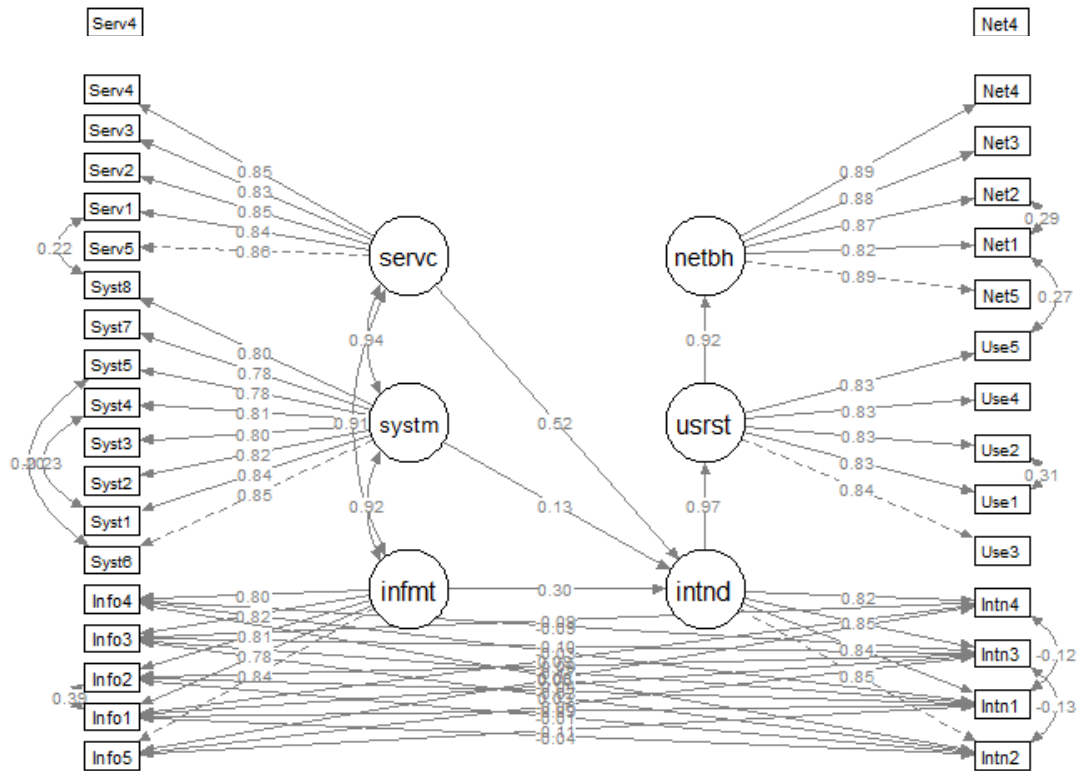 Serv4
Net4
Serv4
Net4
Serv3
Net3
Serv2
0.85
0.89
Net2
0.83
0.88
Serv1
0.85
0.87
0.29
0.84
0.82
Net1
0.22
Serv5
0.86
servc
netbh
0.89
Syst8
Net5
0.27
Syst7
0.94
0.92
Use5
0.80
Syst5
0.78
0.83
0.78
0.83
Use4
Syst4
0.81
0.91
systm
0.52
usrst
0.83
Syst3
0.80
0.83
Use2
0.82
0.84
0.31
Syst2
0.84
Use1
0.85
0.92
0.13
0.97
Syst1
Use3
Syst6
Info4
0.80
infmt
0.30
intnd
0.82
Intn4
0.82
0.85
Info3
0.81
0.84
Intn3
-0.12
0.78
0.84
0.85
Info2
0.39
Info1
Intn1
-0.13
-0.11
-0.04
Info5
Intn2